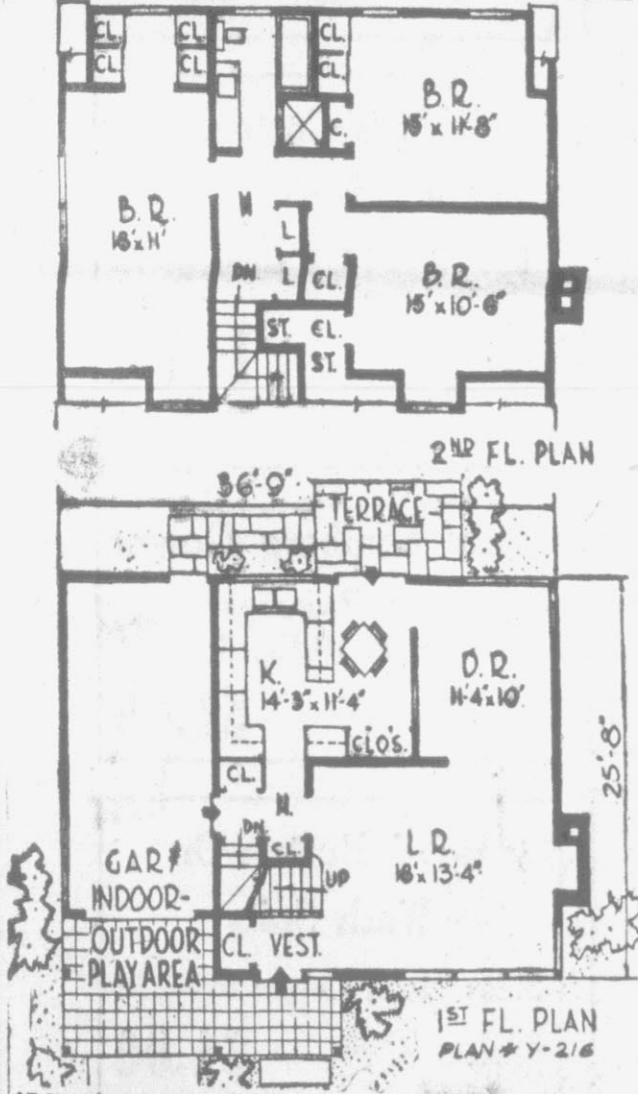 CL. CL. CL.
CL. CL. CL.
C.
B.R.
15' x 11'-8"
B.R.
18' x 11'
H
L
DN.
L CL.
B.R.
15' x 10'-6"
ST. CL.
ST.
2ND FL. PLAN
36'-9"
TERRACE
K.
14'-3" x 11'-4"
D.R.
11'-4" x 10'
CLO'S.
25'-8"
CL.
H.
DN.
CL.
UP
L.R.
18' x 13'-4"
GAR &
INDOOR-
OUTDOOR
PLAY AREA
CL. VEST.
1ST FL. PLAN
PLAN # Y-216